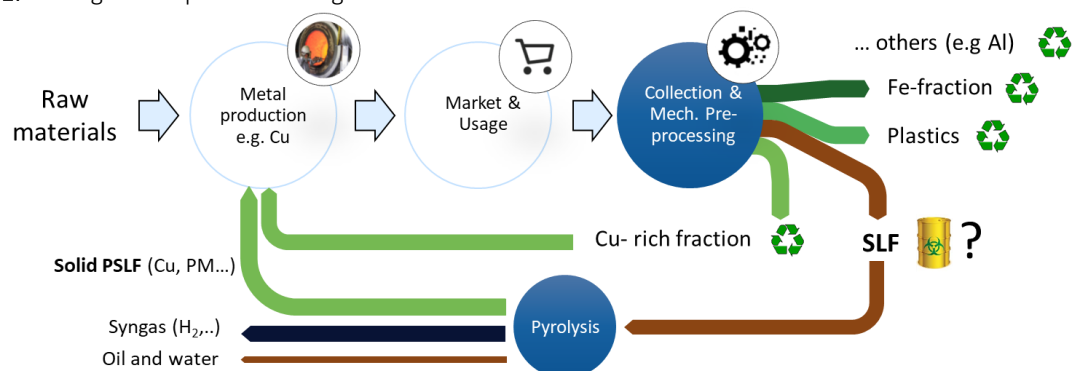 Raw
materials
Metal
production
e.g. Cu
Market &
Usage
Collection &
Mech. Pre-
processing
... others (e.g Al)
Fe-fraction
Plastics
Cu- rich fraction
SLF
?
Solid PSLF (Cu, PM...)
Syngas (H₂,..)
Oil and water
Pyrolysis